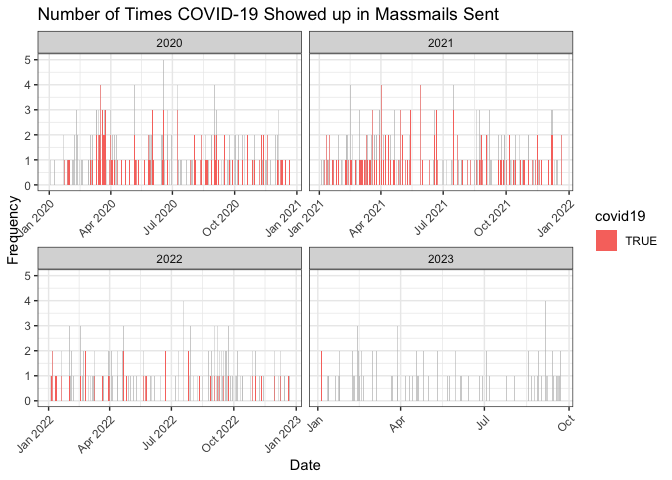 Number of Times COVID-19 Showed up in Massmails Sent
2020
2021
5
4
3
2
1
0
Jan 2020
Apr 2020
Jul 2020
Oct 2020
Jan 2021
Jan 2021
Apr 2021
Jul 2021
Oct 2021
Jan 2022
Frequency
covid19
TRUE
2022
2023
5
4
3
2
1
0
Jan 2022
Apr 2022
Jul 2022
Oct 2022
Jan 2023
Jan
Apr
Jul
Oct
Date